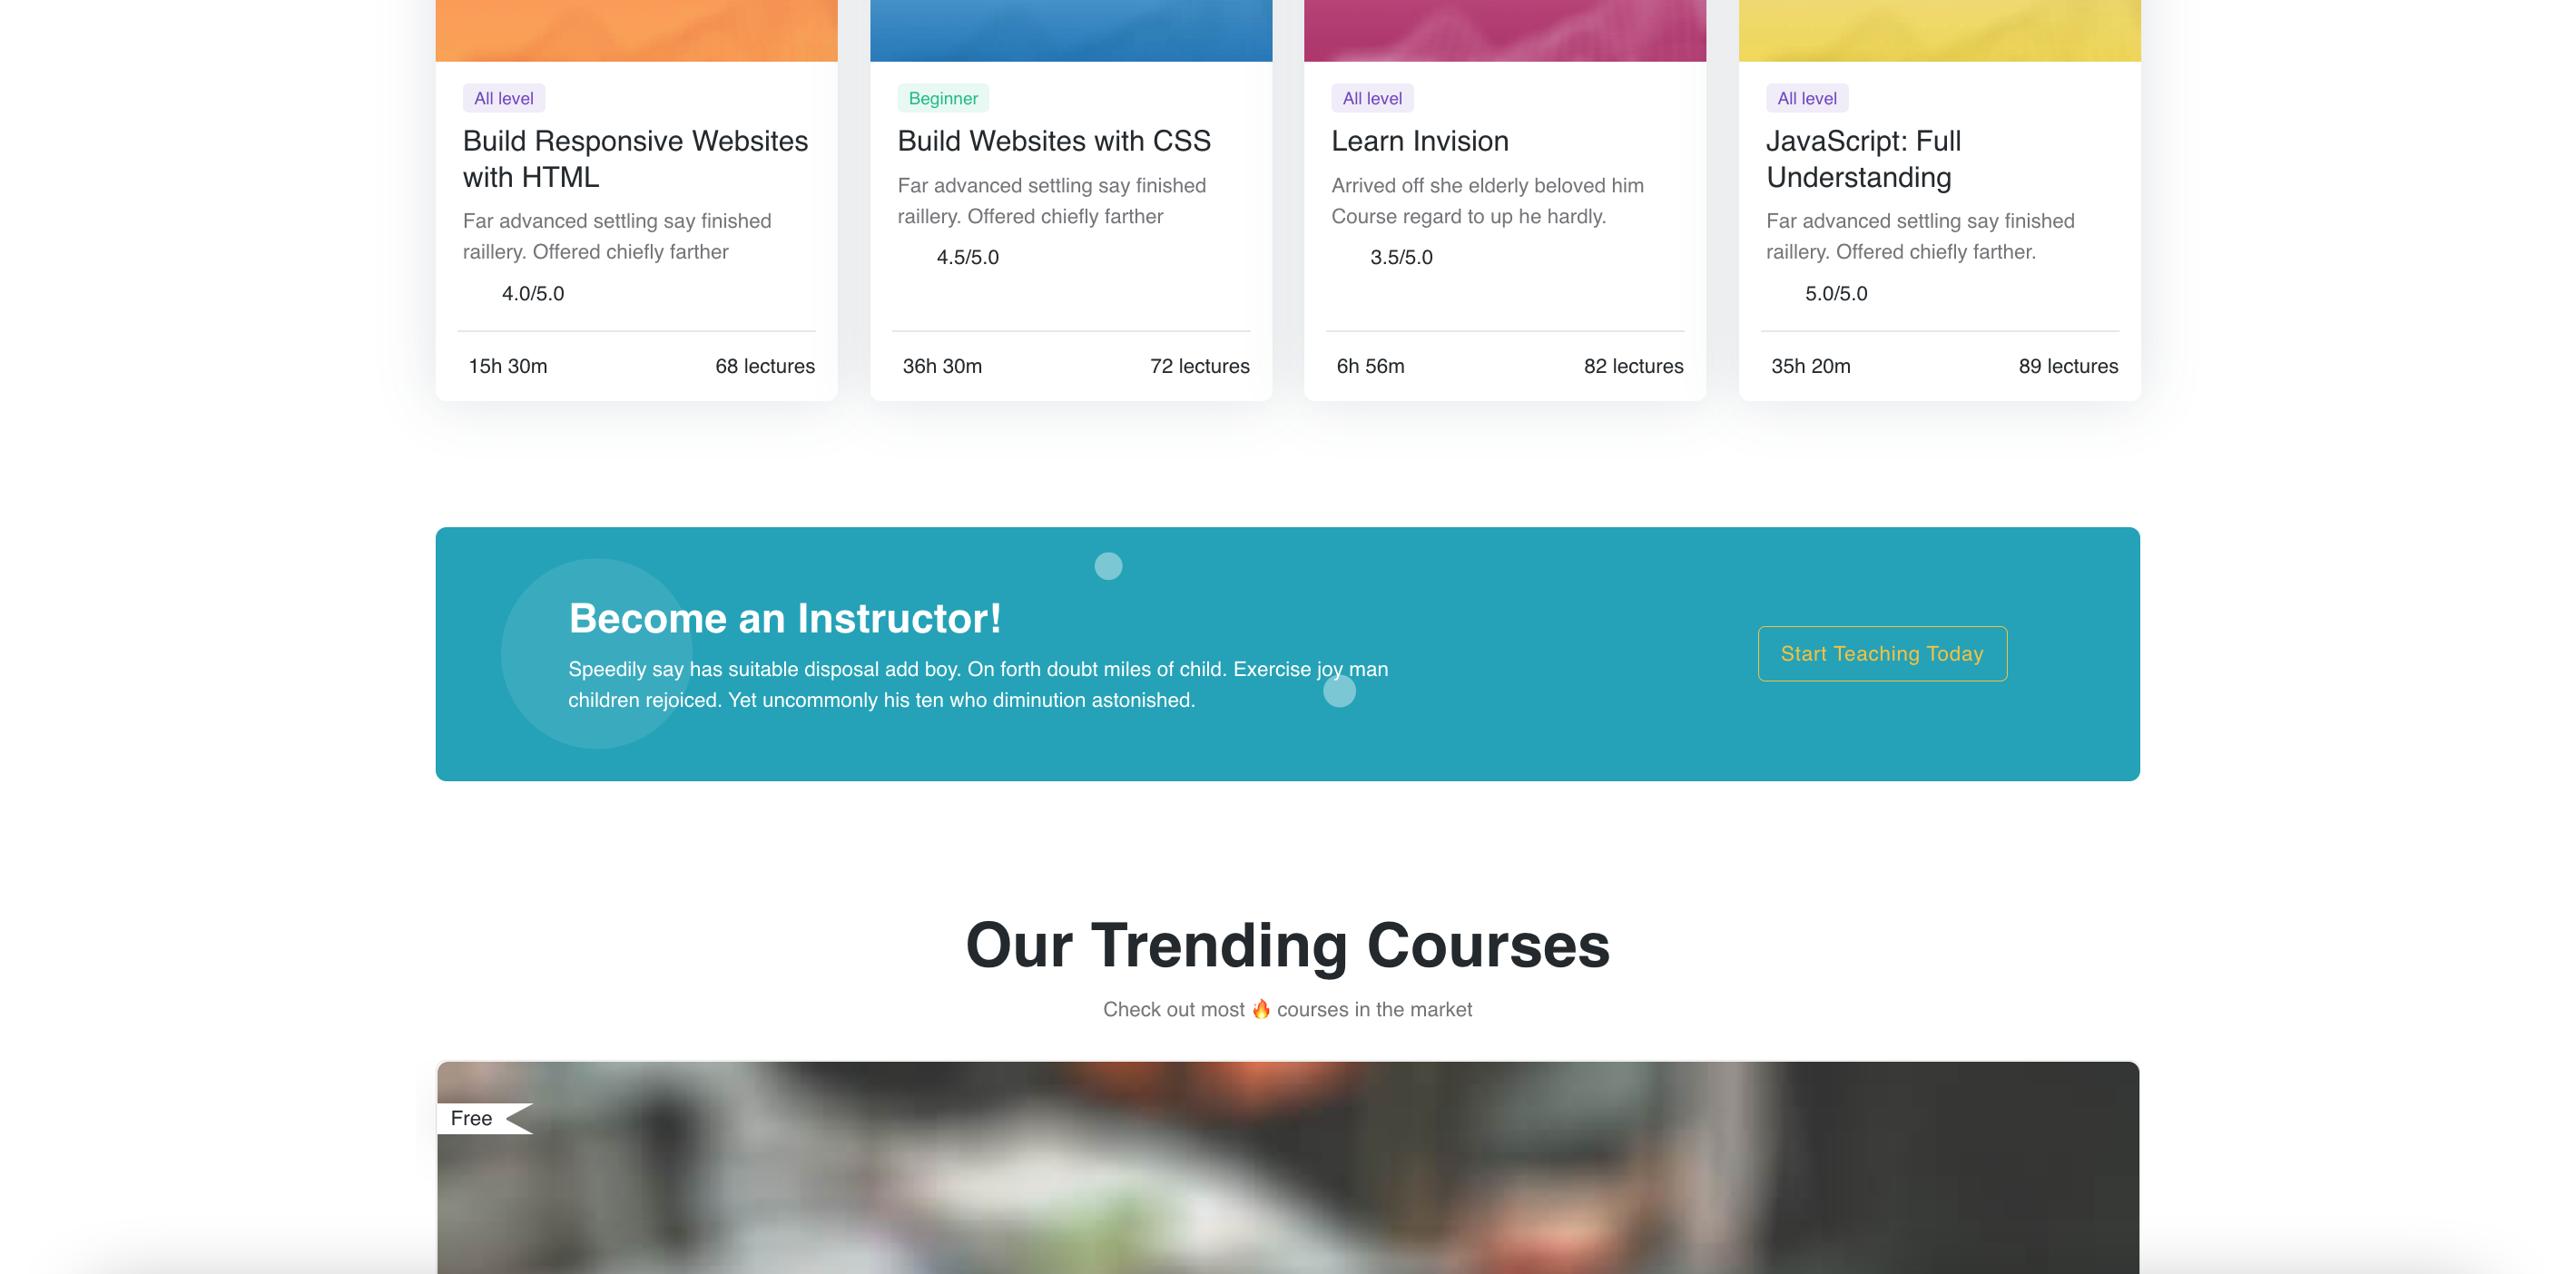 All level
Build Responsive Websites
with HTML
Far advanced settling say finished
raillery. Offered chiefly farther
4.0/5.0
15h 30m
68 lectures
Beginner
Build Websites with CSS
Far advanced settling say finished
raillery. Offered chiefly farther
4.5/5.0
36h 30m
72 lectures
All level
Learn Invision
Arrived off she elderly beloved him
Course regard to up he hardly.
3.5/5.0
6h 56m
82 lectures
All level
JavaScript: Full
Understanding
Far advanced settling say finished
raillery. Offered chiefly farther.
5.0/5.0
35h 20m
89 lectures
Become an Instructor!
Speedily say has suitable disposal add boy. On forth doubt miles of child. Exercise joy man
children rejoiced. Yet uncommonly his ten who diminution astonished.
Start Teaching Today
Our Trending Courses
Check out most 🔥 courses in the market
Free